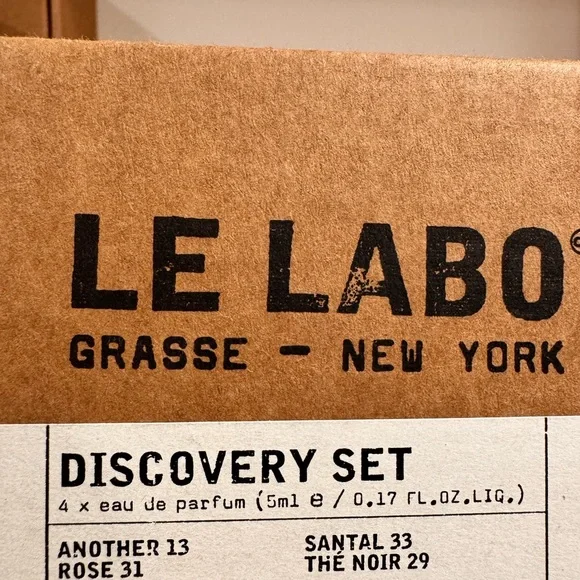 LE LABO®
GRASSE — NEW YORK
DISCOVERY SET
4 x eau de parfum (5ml e / 0.17 FL.OZ.LIQ.)
ANOTHER 13
ROSE 31
SANTAL 33
THÉ NOIR 29